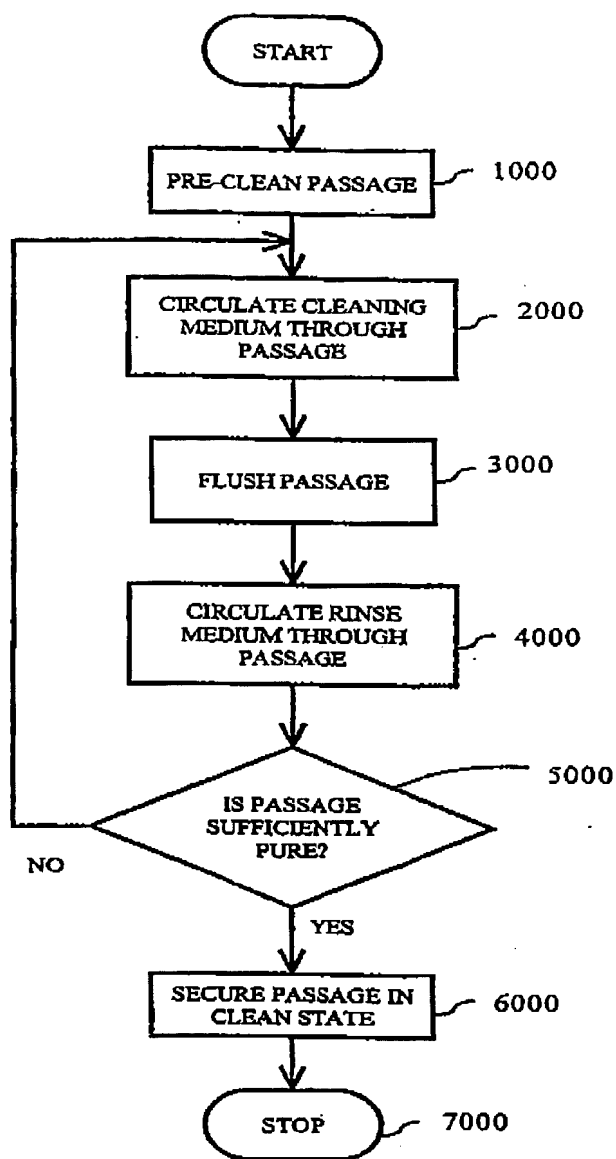 START
PRE-CLEAN PASSAGE
1000
CIRCULATE CLEANING
MEDIUM THROUGH
PASSAGE
2000
FLUSH PASSAGE
3000
CIRCULATE RINSE
MEDIUM THROUGH
PASSAGE
4000
IS PASSAGE
SUFFICIENTLY
PURE?
5000
NO
YES
SECURE PASSAGE IN
CLEAN STATE
6000
STOP
7000